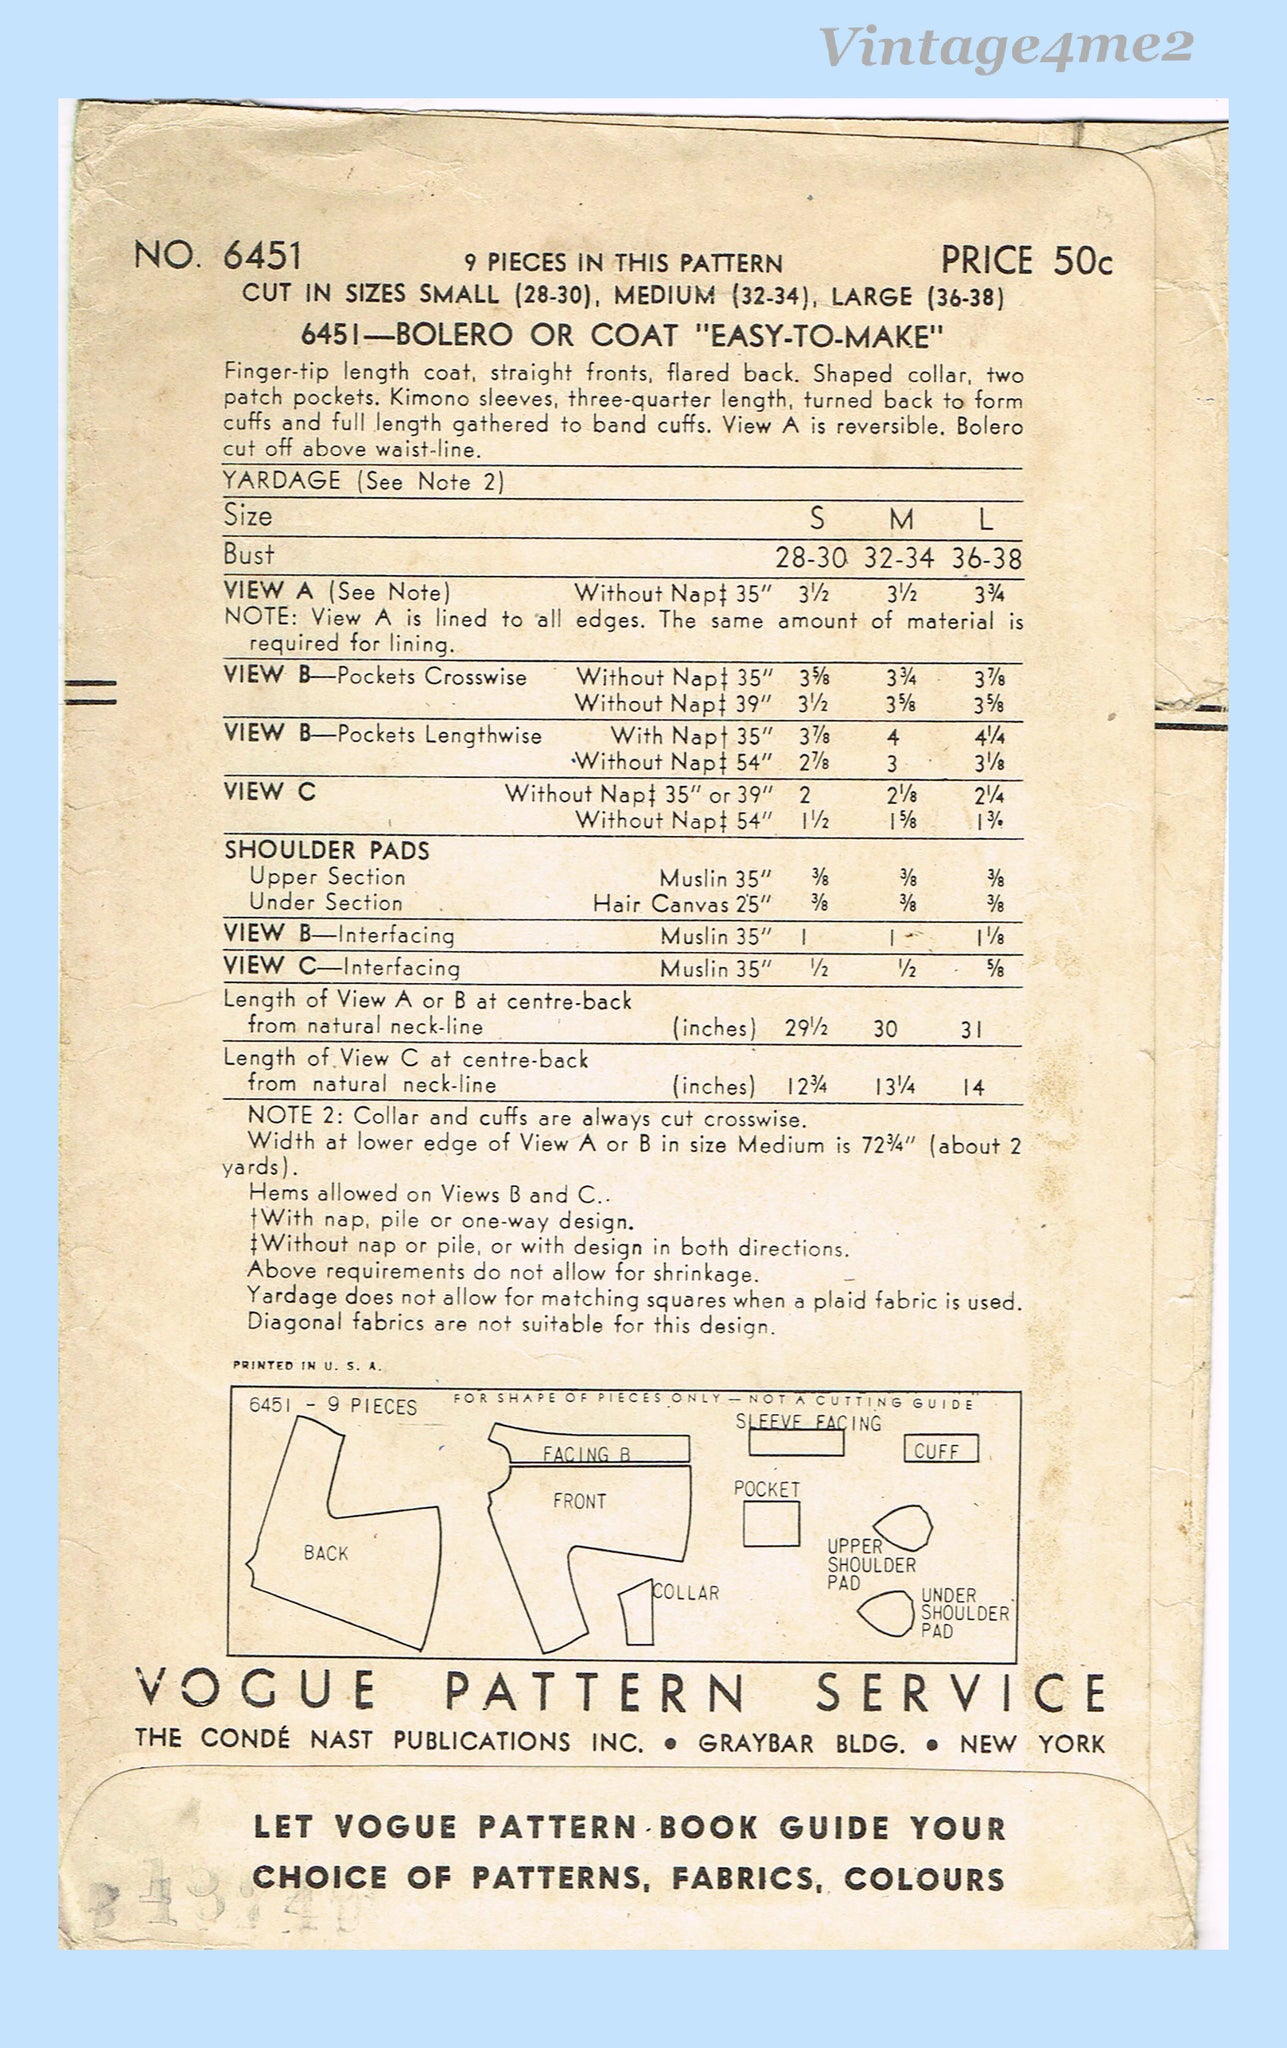 Vintage4me2
NO. 6451 9 PIECES IN THIS PATTERN PRICE 50c
CUT IN SIZES SMALL (28-30), MEDIUM (32-34), LARGE (36-38)
6451—BOLERO OR COAT "EASY-TO-MAKE"
Finger-tip length coat, straight fronts, flared back. Shaped collar, two
patch pockets. Kimono sleeves, three-quarter length, turned back to form
cuffs and full length gathered to band cuffs. View A is reversible. Bolero
cut off above waist-line.
YARDAGE (See Note 2)
Size S M L
Bust 28-30 32-34 36-38
VIEW A (See Note) Without Nap‡ 35" 3½ 3½ 3¾
NOTE: View A is lined to all edges. The same amount of material is
required for lining.
VIEW B—Pockets Crosswise Without Nap‡ 35" 3⅝ 3¾ 3⅞
Without Nap‡ 39" 3½ 3⅝ 3⅝
VIEW B—Pockets Lengthwise With Nap† 35" 3⅞ 4 4¼
Without Nap‡ 54" 2⅞ 3 3⅛
VIEW C Without Nap‡ 35" or 39" 2 2⅛ 2¼
Without Nap‡ 54" 1½ 1⅝ 1¾
SHOULDER PADS
Upper Section Muslin 35" ⅜ ⅜ ⅜
Under Section Hair Canvas 25" ⅜ ⅜ ⅜
VIEW B—Interfacing Muslin 35" 1 1 1⅛
VIEW C—Interfacing Muslin 35" ½ ½ ⅝
Length of View A or B at centre-back
from natural neck-line (inches) 29½ 30 31
Length of View C at centre-back
from natural neck-line (inches) 12¾ 13¼ 14
NOTE 2: Collar and cuffs are always cut crosswise.
Width at lower edge of View A or B in size Medium is 72¾" (about 2
yards).
Hems allowed on Views B and C.
†With nap, pile or one-way design.
‡Without nap or pile, or with design in both directions.
Above requirements do not allow for shrinkage.
Yardage does not allow for matching squares when a plaid fabric is used.
Diagonal fabrics are not suitable for this design.
PRINTED IN U. S. A.
6451 - 9 PIECES FOR SHAPE OF PIECES ONLY — NOT A CUTTING GUIDE
SLEEVE FACING
FACING B
CUFF
POCKET
FRONT
BACK
UPPER
SHOULDER
PAD
COLLAR
UNDER
SHOULDER
PAD
VOGUE PATTERN SERVICE
THE CONDÉ NAST PUBLICATIONS INC. • GRAYBAR BLDG. • NEW YORK
LET VOGUE PATTERN BOOK GUIDE YOUR
CHOICE OF PATTERNS, FABRICS, COLOURS